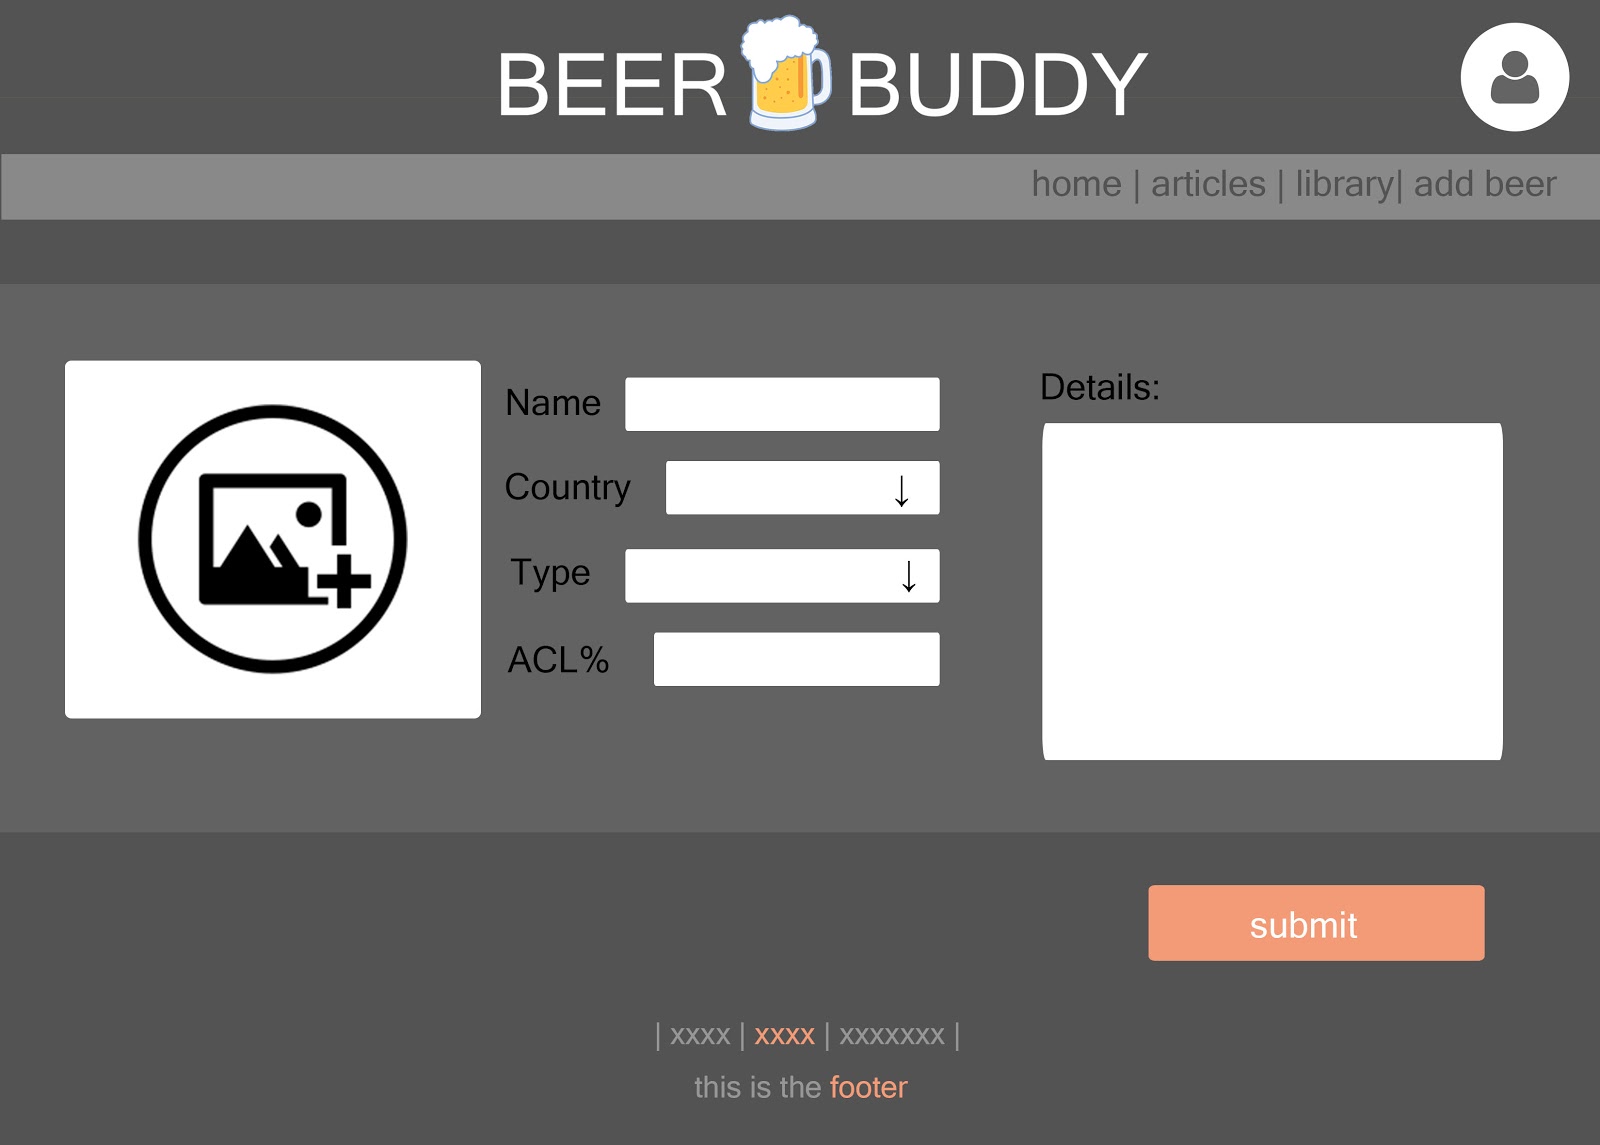 BEER BUDDY
home | articles | library| add beer
Name
Country
Type
ACL%
Details:
submit
| xxxx | xxxx | xxxxxxx |
this is the footer